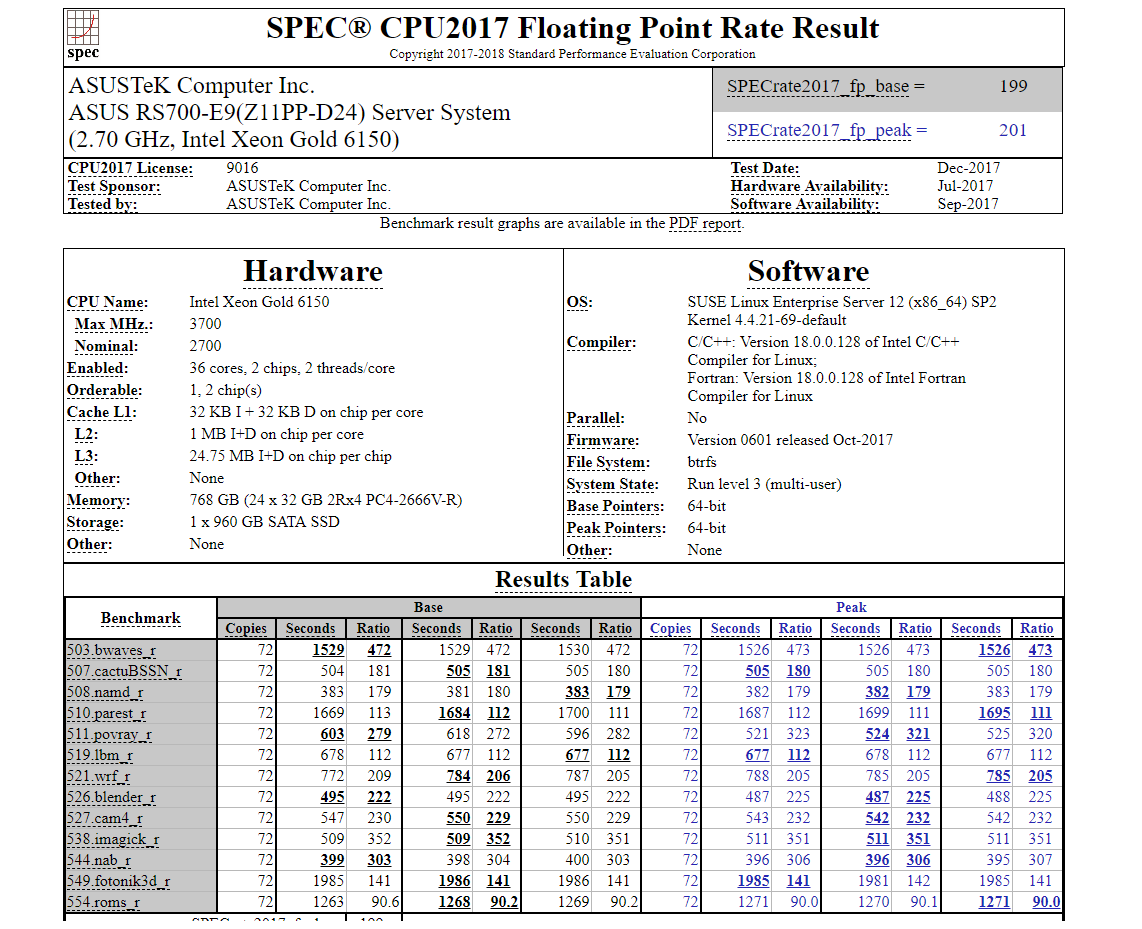 SPEC® CPU2017 Floating Point Rate Result
spec
Copyright 2017-2018 Standard Performance Evaluation Corporation
ASUSTeK Computer Inc.
ASUS RS700-E9(Z11PP-D24) Server System
(2.70 GHz, Intel Xeon Gold 6150)
SPECrate2017_fp_base = 199
SPECrate2017_fp_peak = 201
CPU2017 License: 9016 Test Date: Dec-2017
Test Sponsor: ASUSTeK Computer Inc. Hardware Availability: Jul-2017
Tested by: ASUSTeK Computer Inc. Software Availability: Sep-2017
Benchmark result graphs are available in the PDF report.
Hardware
CPU Name: Intel Xeon Gold 6150
Max MHz.: 3700
Nominal: 2700
Enabled: 36 cores, 2 chips, 2 threads/core
Orderable: 1, 2 chip(s)
Cache L1: 32 KB I + 32 KB D on chip per core
L2: 1 MB I+D on chip per core
L3: 24.75 MB I+D on chip per chip
Other: None
Memory: 768 GB (24 x 32 GB 2Rx4 PC4-2666V-R)
Storage: 1 x 960 GB SATA SSD
Other: None
Software
OS: SUSE Linux Enterprise Server 12 (x86_64) SP2
Kernel 4.4.21-69-default
Compiler: C/C++: Version 18.0.0.128 of Intel C/C++
Compiler for Linux;
Fortran: Version 18.0.0.128 of Intel Fortran
Compiler for Linux
Parallel: No
Firmware: Version 0601 released Oct-2017
File System: btrfs
System State: Run level 3 (multi-user)
Base Pointers: 64-bit
Peak Pointers: 64-bit
Other: None
Results Table
Benchmark Base Peak
Copies Seconds Ratio Seconds Ratio Seconds Ratio Copies Seconds Ratio Seconds Ratio Seconds Ratio
503.bwaves_r 72 1529 472 1529 472 1530 472 72 1526 473 1526 473 1526 473
507.cactuBSSN_r 72 504 181 505 181 505 180 72 505 180 505 180 505 180
508.namd_r 72 383 179 381 180 383 179 72 382 179 382 179 383 179
510.parest_r 72 1669 113 1684 112 1700 111 72 1687 112 1699 111 1695 111
511.povray_r 72 603 279 618 272 596 282 72 521 323 524 321 525 320
519.lbm_r 72 678 112 677 112 677 112 72 677 112 678 112 677 112
521.wrf_r 72 772 209 784 206 787 205 72 788 205 785 205 785 205
526.blender_r 72 495 222 495 222 495 222 72 487 225 487 225 488 225
527.cam4_r 72 547 230 550 229 550 229 72 543 232 542 232 542 232
538.imagick_r 72 509 352 509 352 510 351 72 511 351 511 351 511 351
544.nab_r 72 399 303 398 304 400 303 72 396 306 396 306 395 307
549.fotonik3d_r 72 1985 141 1986 141 1986 141 72 1985 141 1981 142 1985 141
554.roms_r 72 1263 90.6 1268 90.2 1269 90.2 72 1271 90.0 1270 90.1 1271 90.0